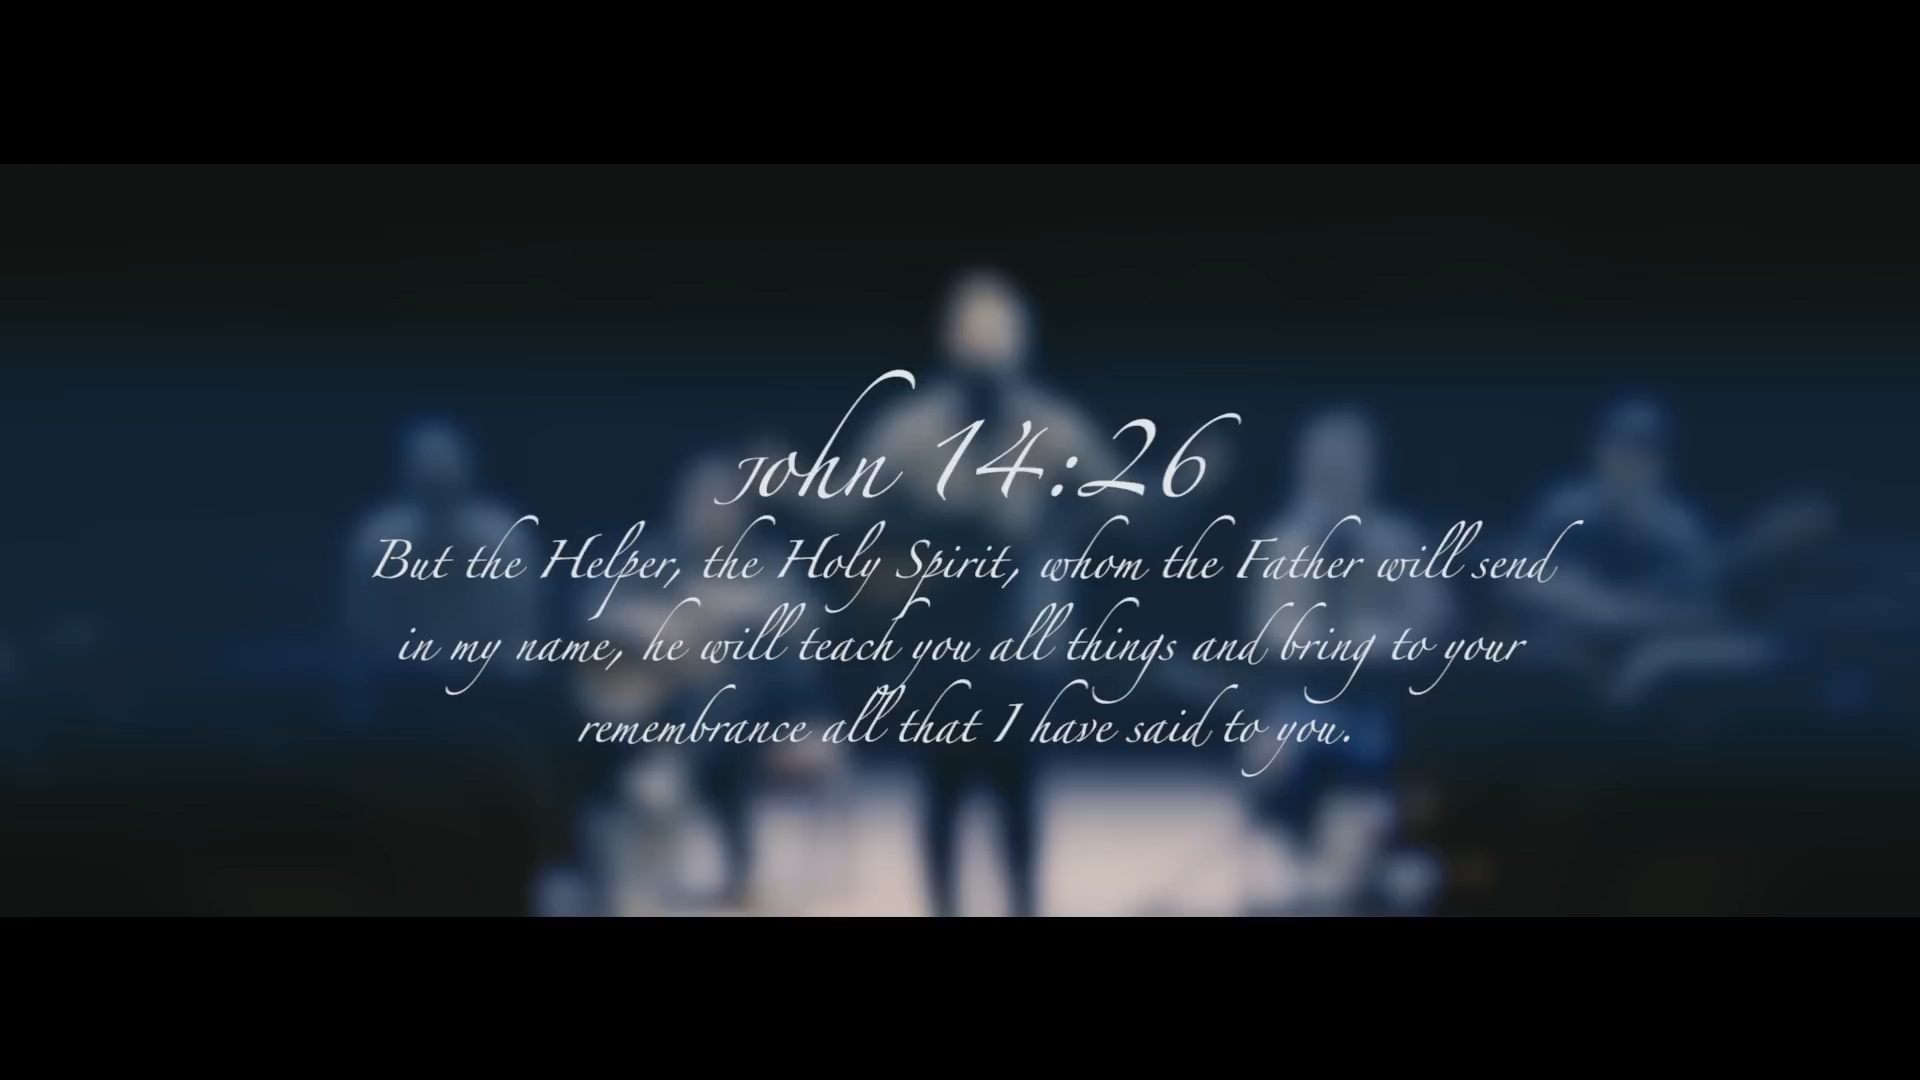 John 14:26
But the Helper, the Holy Spirit, whom the Father will send
in my name, he will teach you all things and bring to your
remembrance all that I have said to you.